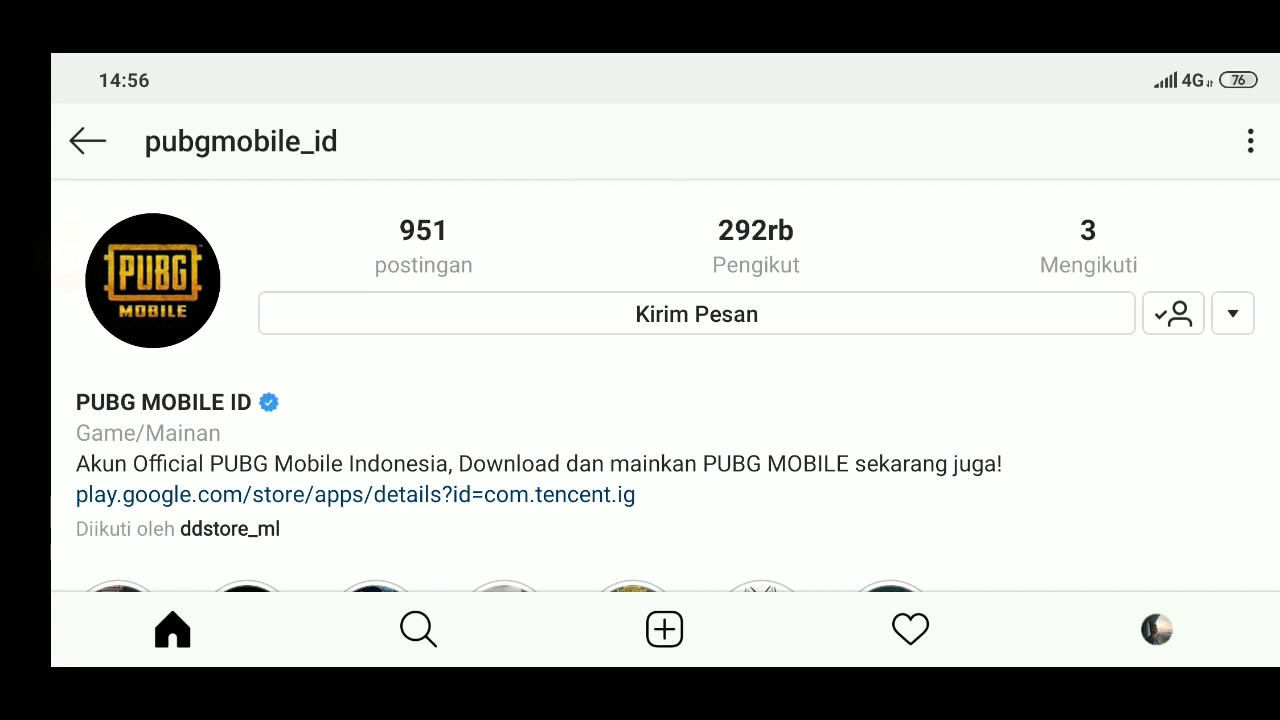 14:56
4G 76
pubgmobile_id
PUBG
MOBILE
951 292rb 3
postingan Pengikut Mengikuti
Kirim Pesan
PUBG MOBILE ID
Game/Mainan
Akun Official PUBG Mobile Indonesia, Download dan mainkan PUBG MOBILE sekarang juga!
play.google.com/store/apps/details?id=com.tencent.ig
Diikuti oleh ddstore_ml